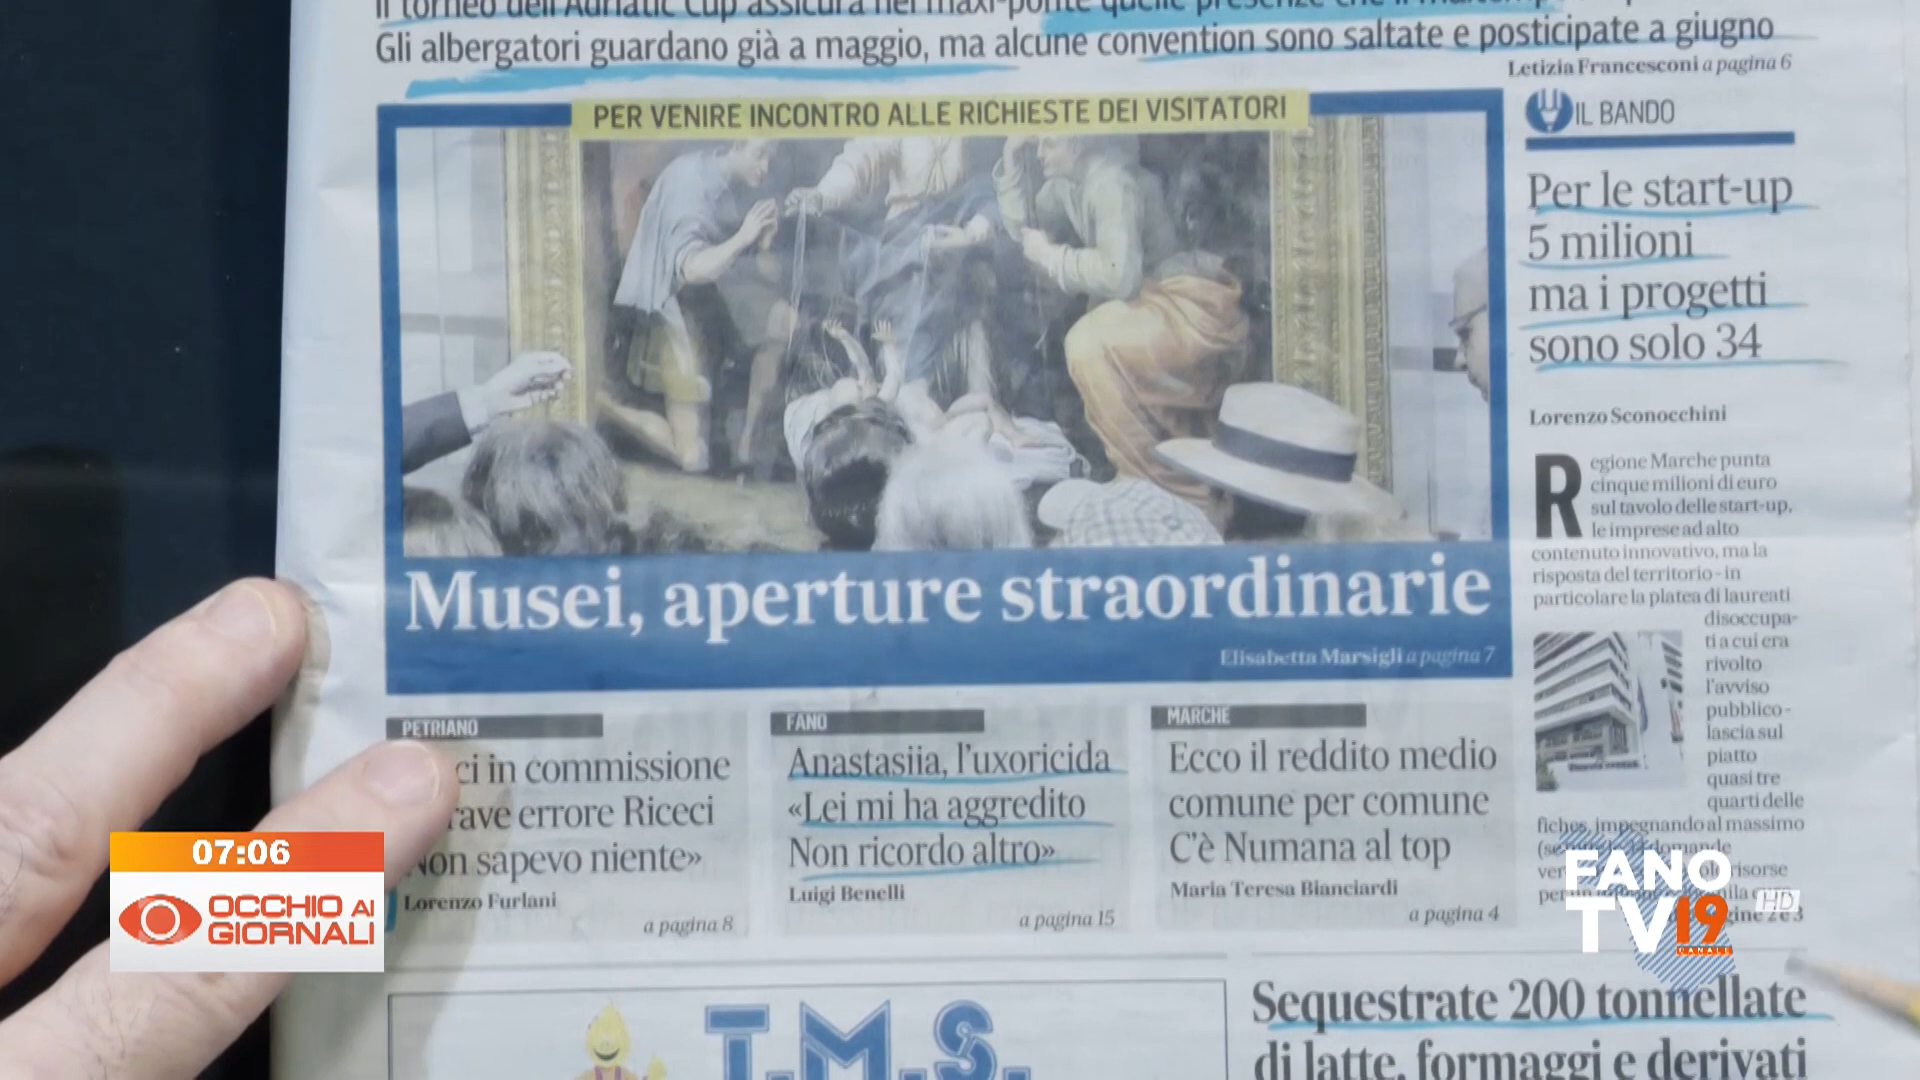 Gli albergatori guardano già a maggio, ma alcune convention sono saltate e posticipate a giugno
Letizia Francesconi a pagina 6
PER VENIRE INCONTRO ALLE RICHIESTE DEI VISITATORI
Musei, aperture straordinarie
Elisabetta Marsigli a pagina 7
IL BANDO
Per le start-up
5 milioni
ma i progetti
sono solo 34
Lorenzo Sconocchini
Regione Marche punta
cinque milioni di euro
sul tavolo delle start-up,
le imprese ad alto
contenuto innovativo, ma la
risposta del territorio - in
particolare la platea di laureati
disoccupa-
ti a cui era
rivolto
l'avviso
pubblico -
lascia sul
piatto
quasi tre
quarti delle
fiches, impegnando al massimo
domande
risorse
PETRIANO
ci in commissione
rave errore Riceci
Non sapevo niente»
Lorenzo Furlani
a pagina 8
FANO
Anastasiia, l'uxoricida
«Lei mi ha aggredito
Non ricordo altro»
Luigi Benelli
a pagina 15
MARCHE
Ecco il reddito medio
comune per comune
C'è Numana al top
Maria Teresa Bianciardi
a pagina 4
T.M.S.
Sequestrate 200 tonnellate
di latte, formaggi e derivati
07:06
OCCHIO AI
GIORNALI
FANO
TV19
HD
CANALE